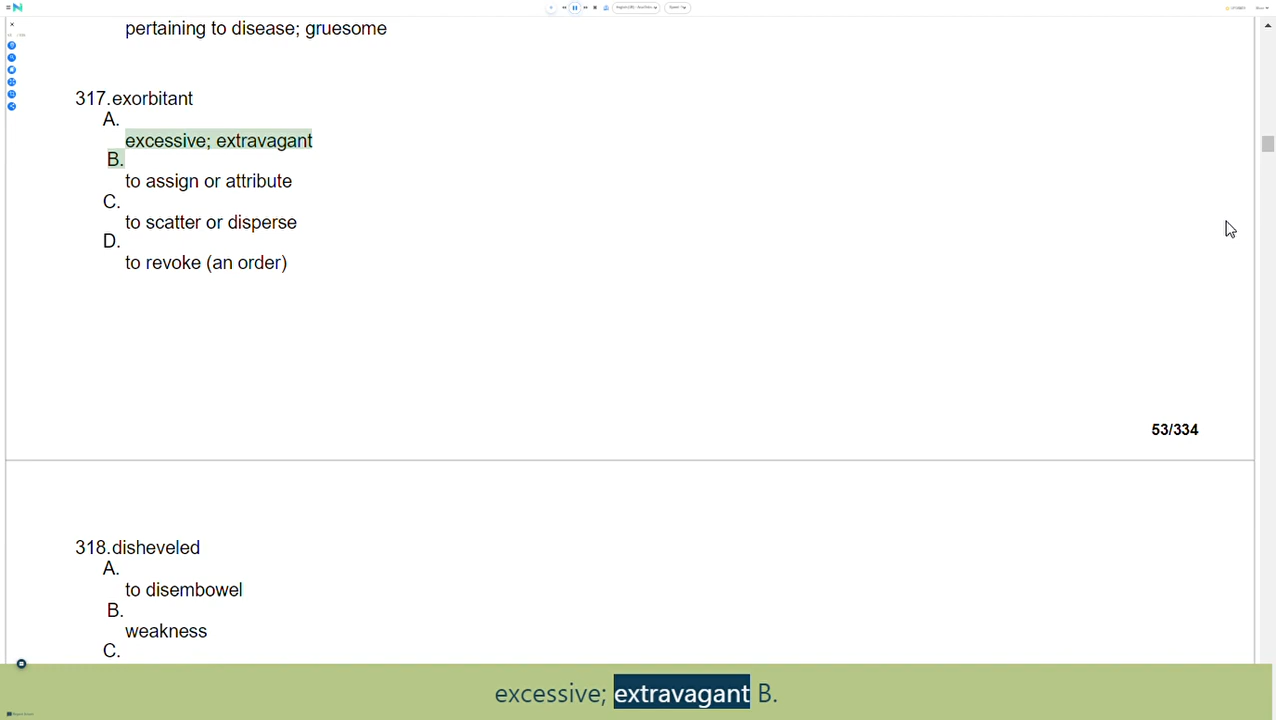 pertaining to disease; gruesome
317. exorbitant
A.
excessive; extravagant
B.
to assign or attribute
C.
to scatter or disperse
D.
to revoke (an order)
53/334
318. disheveled
A.
to disembowel
B.
weakness
C.
excessive; extravagant B.